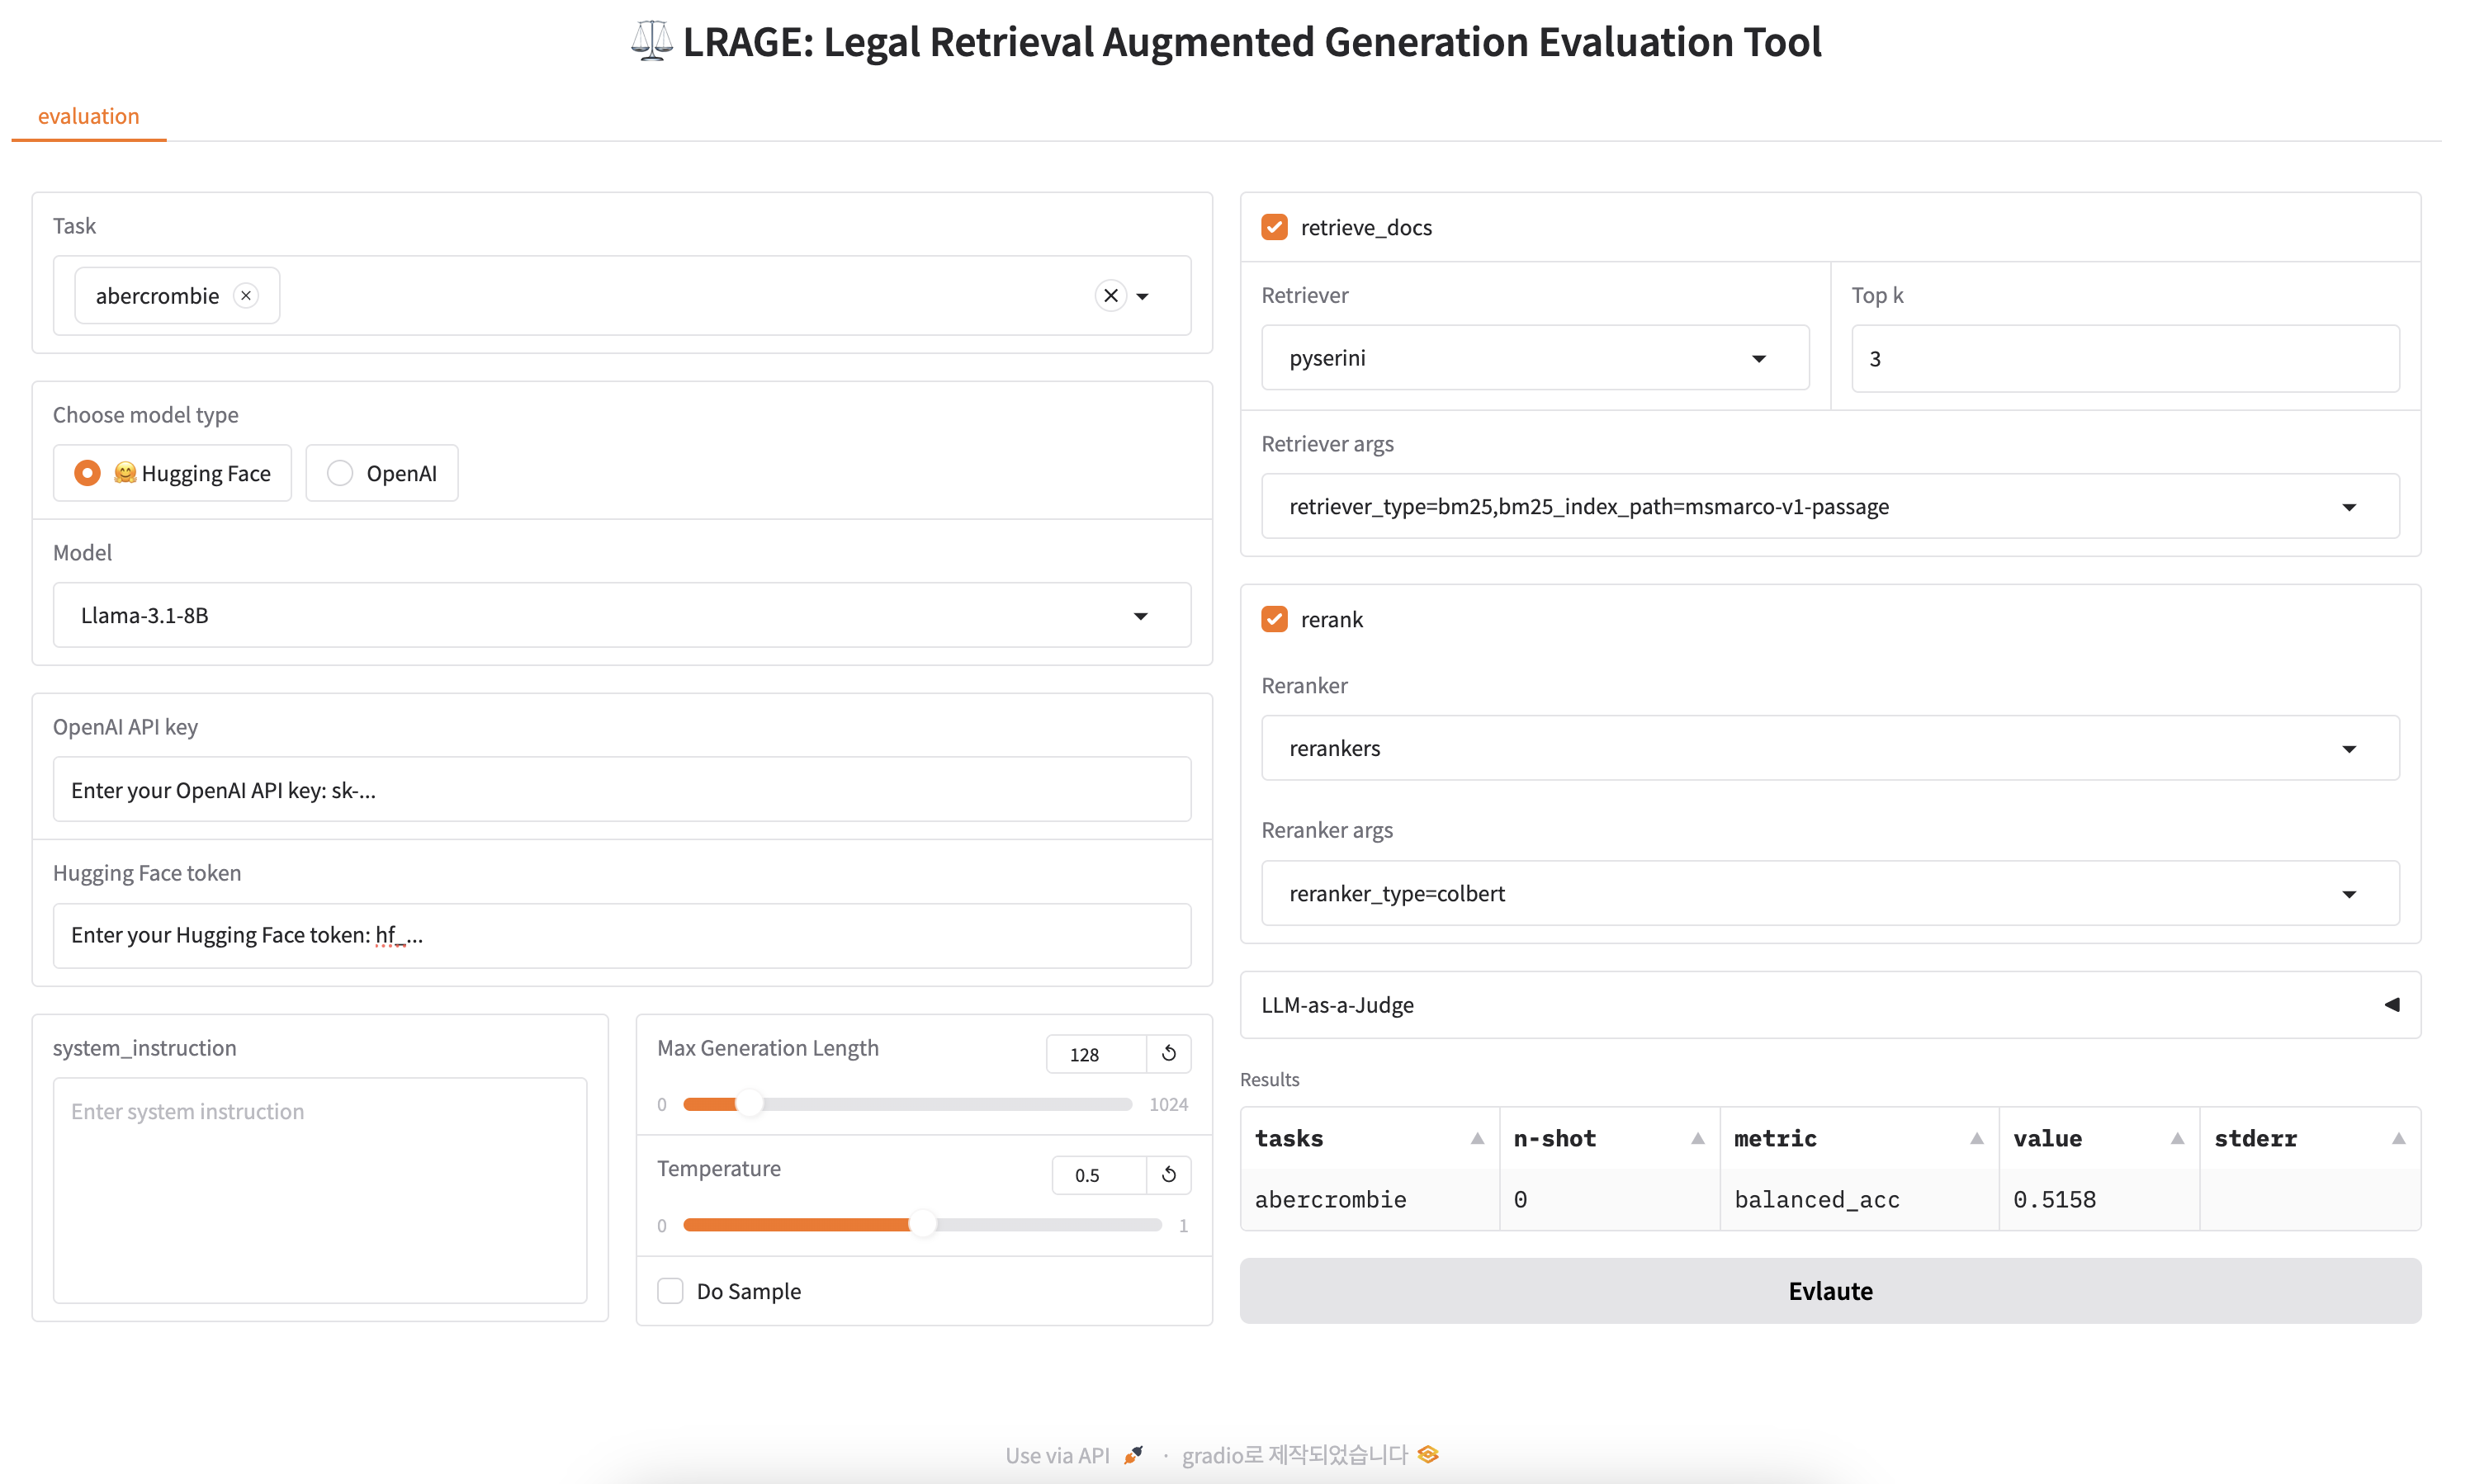 ⚖️ LRAGE: Legal Retrieval Augmented Generation Evaluation Tool
evaluation
Task
abercrombie
Choose model type
🤗 Hugging Face OpenAI
Model
Llama-3.1-8B
OpenAI API key
Enter your OpenAI API key: sk-...
Hugging Face token
Enter your Hugging Face token: hf_...
system_instruction
Enter system instruction
Max Generation Length 128
0 1024
Temperature 0.5
0 1
Do Sample
retrieve_docs
Retriever Top k
pyserini 3
Retriever args
retriever_type=bm25,bm25_index_path=msmarco-v1-passage
rerank
Reranker
rerankers
Reranker args
reranker_type=colbert
LLM-as-a-Judge
Results
tasks n-shot metric value stderr
abercrombie 0 balanced_acc 0.5158
Evlaute
Use via API · gradio로 제작되었습니다